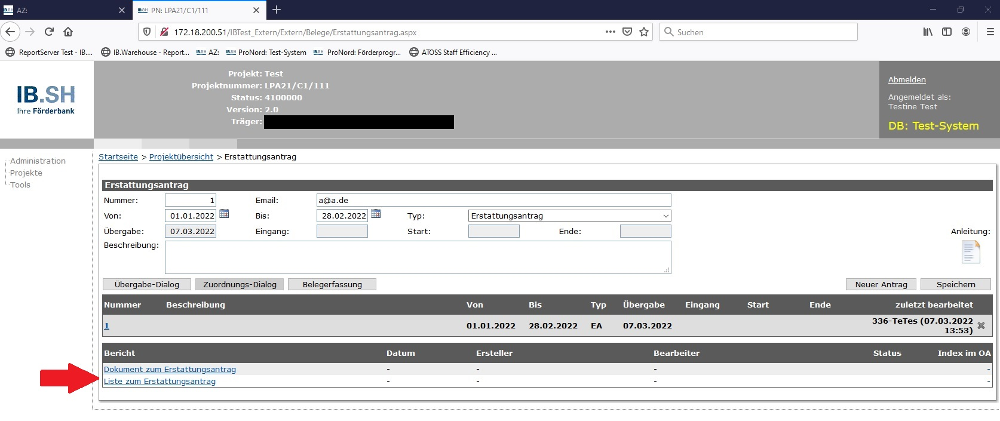 AZ:
PN: LPA21/C1/111
172.18.200.51/IBTest_Extern/Extern/Belege/Erstattungsantrag.aspx
Suchen
ReportServer Test - IB.... IB.Warehouse - Report... AZ: ProNord: Test-System ProNord: Förderprogr... ATOSS Staff Efficiency ...
IB.SH
Ihre Förderbank
Projekt: Test
Projektnummer: LPA21/C1/111
Status: 4100000
Version: 2.0
Träger:
Abmelden
Angemeldet als:
Testine Test
DB: Test-System
Administration
Projekte
Tools
Startseite > Projektübersicht > Erstattungsantrag
Erstattungsantrag
Nummer: 1 Email: a@a.de
Von: 01.01.2022 Bis: 28.02.2022 Typ: Erstattungsantrag
Übergabe: 07.03.2022 Eingang: Start: Ende: Anleitung:
Beschreibung:
Übergabe-Dialog Zuordnungs-Dialog Belegerfassung Neuer Antrag Speichern
Nummer Beschreibung Von Bis Typ Übergabe Eingang Start Ende zuletzt bearbeitet
1 01.01.2022 28.02.2022 EA 07.03.2022 336-TeTes (07.03.2022
13:53)
Bericht Datum Ersteller Bearbeiter Status Index im OA
Dokument zum Erstattungsantrag - - - -
Liste zum Erstattungsantrag - - - -